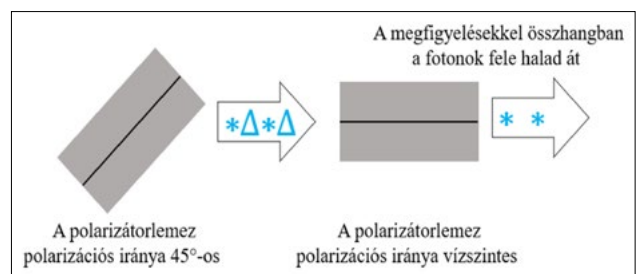 A megfigyelésekkel összhangban
a fotonok fele halad át
*Δ*Δ
* *
A polarizátorlemez
polarizációs iránya 45°-os
A polarizátorlemez
polarizációs iránya vízszintes